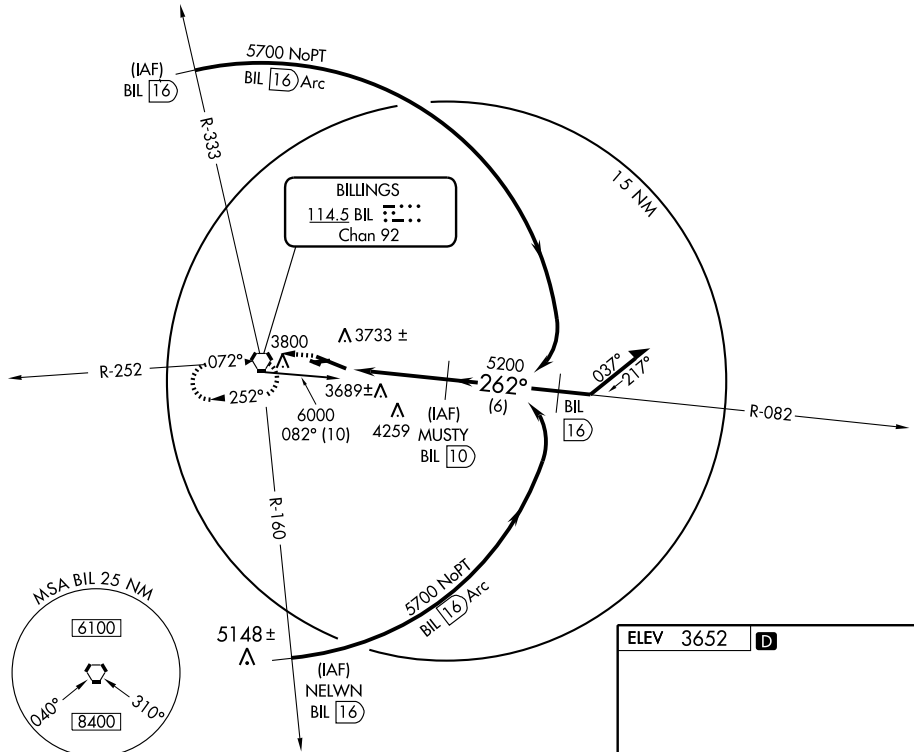 5700 NoPT
(IAF)
BIL 16
BIL 16 Arc
R-333
15 NM
BILLINGS
114.5 BIL
Chan 92
3800
3733 ±
072°
R-252
252°
6000
082° (10)
3689±
4259
5200
262°
(6)
(IAF)
MUSTY
BIL 10
BIL
16
037°
217°
R-082
R-160
5700 NoPT
BIL 16 Arc
MSA BIL 25 NM
6100
040°
310°
8400
5148 ±
(IAF)
NELWN
BIL 16
ELEV 3652 D